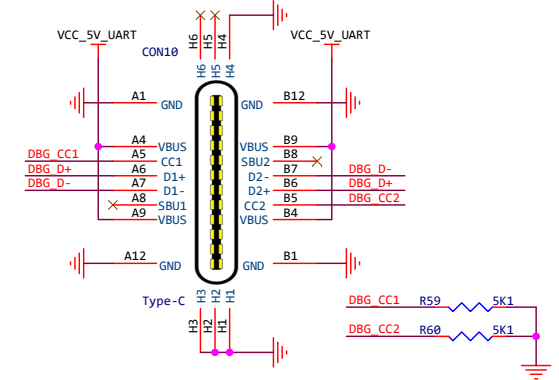 VCC_5V_UART
VCC_5V_UART
CON10
H6
H5
H4
H6
H5
H4
A1
GND
GND
B12
A4
VBUS
VBUS
B9
DBG_CC1
A5
CC1
SBU2
B8
DBG_D+
A6
D1+
D2-
B7
DBG_D-
DBG_D-
A7
D1-
D2+
B6
DBG_D+
A8
SBU1
CC2
B5
DBG_CC2
A9
VBUS
VBUS
B4
A12
GND
GND
B1
Type-C
H3
H2
H1
H3
H2
H1
DBG_CC1
R59
5K1
DBG_CC2
R60
5K1